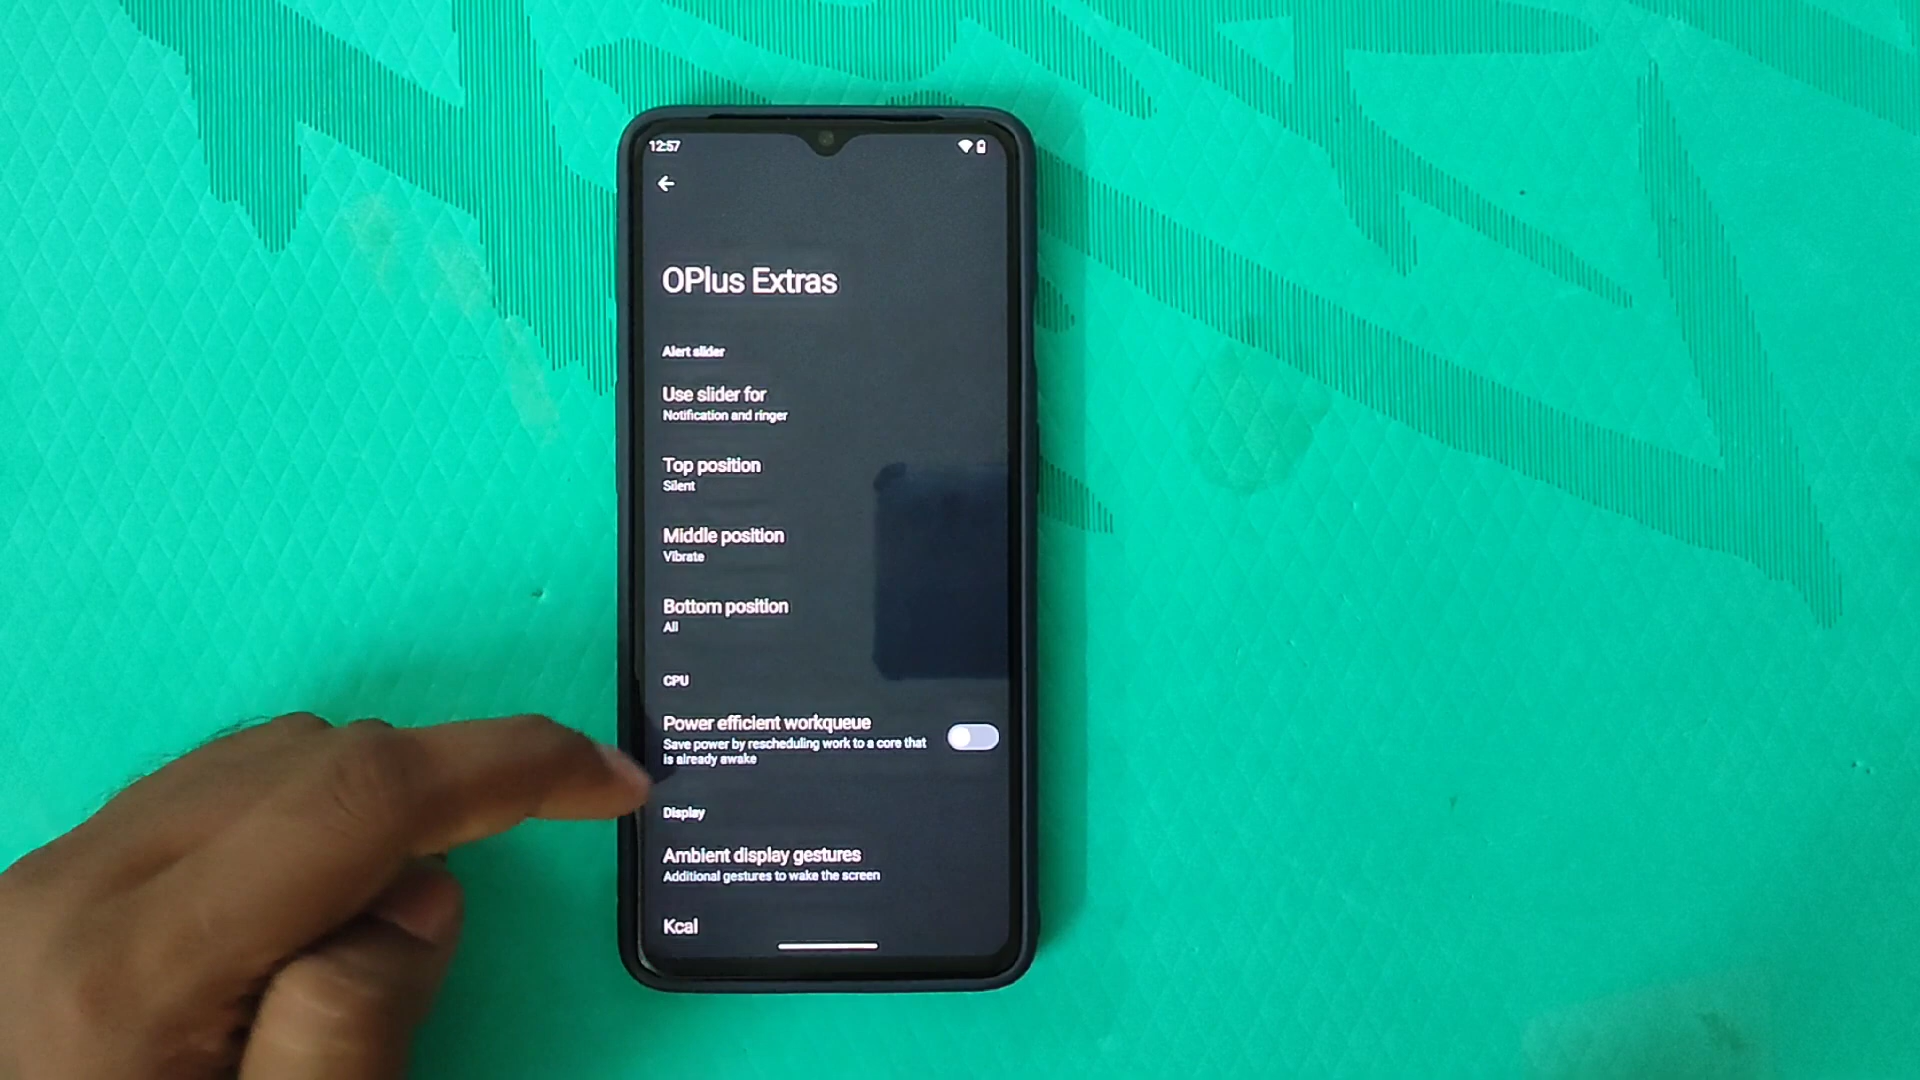 12:57
OPlus Extras
Alert slider
Use slider for
Notification and ringer
Top position
Silent
Middle position
Vibrate
Bottom position
All
CPU
Power efficient workqueue
Save power by rescheduling work to a core that
is already awake
Display
Ambient display gestures
Additional gestures to wake the screen
Kcal